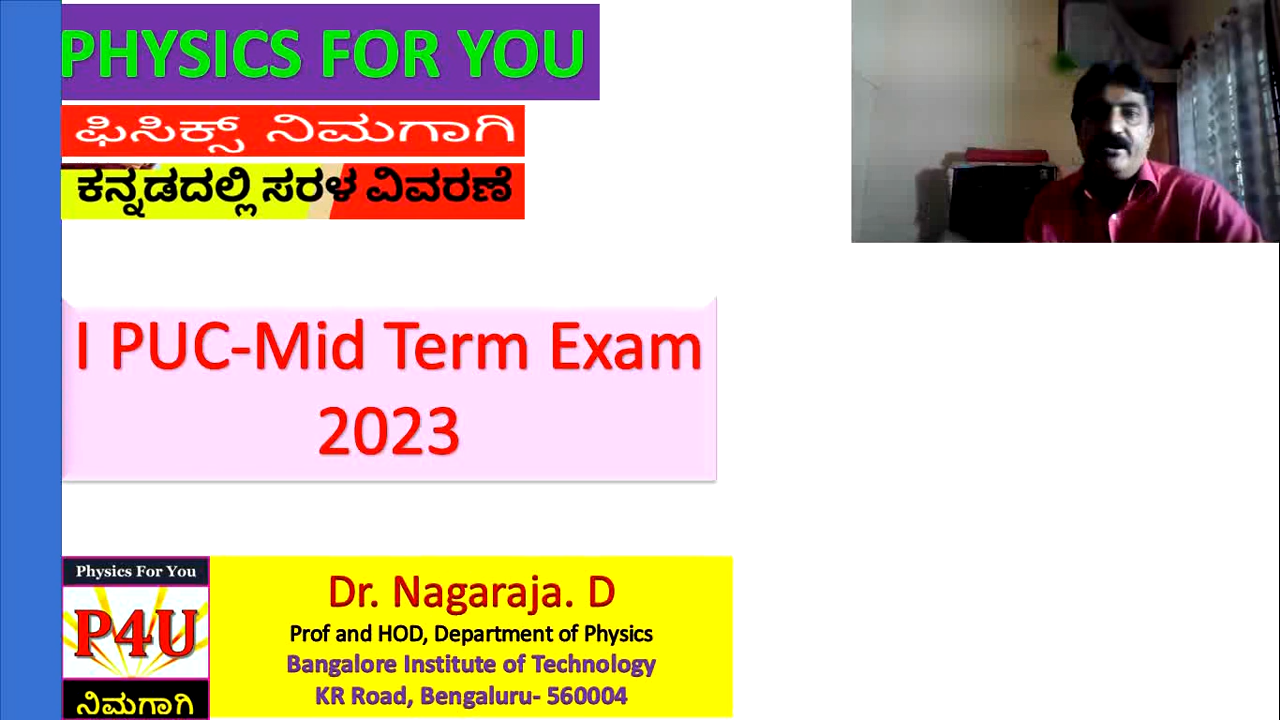 PHYSICS FOR YOU
ಫಿಸಿಕ್ಸ್ ನಿಮಗಾಗಿ
ಕನ್ನಡದಲ್ಲಿ ಸರಳ ವಿವರಣೆ
I PUC-Mid Term Exam
2023
Physics For You
P4U
ನಿಮಗಾಗಿ
Dr. Nagaraja. D
Prof and HOD, Department of Physics
Bangalore Institute of Technology
KR Road, Bengaluru- 560004